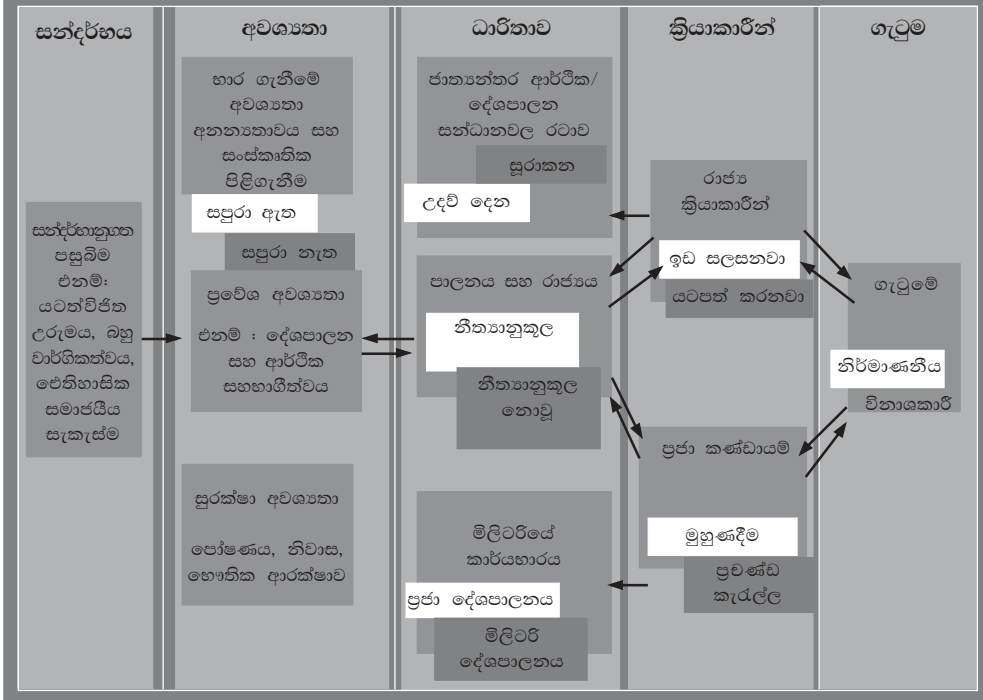 සන්දර්භය
අවශ්‍යතා
ධාරිතාව
ක්‍රියාකාරීන්
ගැටුම
සන්දර්භානුගත
පසුබිම
එනම්:
යටත්විජිත
උරුමය, බහු
වාර්ගිකත්වය,
ඓතිහාසික
සමාජයීය
සැකැස්ම
භාර ගැනීමේ
අවශ්‍යතා
අනන්‍යතාවය සහ
සංස්කෘතික
පිළිගැනීම
සපුරා ඇත
සපුරා නැත
ප්‍රවේශ අවශ්‍යතා
එනම් : දේශපාලන
සහ ආර්ථික
සහභාගීත්වය
සුරක්ෂා අවශ්‍යතා
පෝෂණය, නිවාස,
භෞතික ආරක්ෂාව
ජාත්‍යන්තර ආර්ථික/
දේශපාලන
සන්ධානවල රටාව
සූරාකන
උදව් දෙන
පාලනය සහ රාජ්‍යය
නීත්‍යානුකූල
නීත්‍යානුකූල
නොවූ
මිලිටරියේ
කාර්යභාරය
ප්‍රජා දේශපාලනය
මිලිටරි
දේශපාලනය
රාජ්‍ය
ක්‍රියාකාරීන්
ඉඩ සලසනවා
යටපත් කරනවා
ප්‍රජා කණ්ඩායම්
මුහුණදීම
ප්‍රචණ්ඩ
කැරැල්ල
ගැටුමේ
නිර්මාණනීය
විනාශකාරී